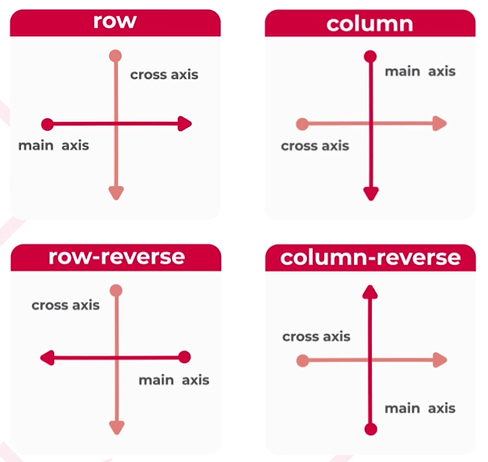 row
cross axis
main axis
column
main axis
cross axis
row-reverse
cross axis
main axis
column-reverse
cross axis
main axis